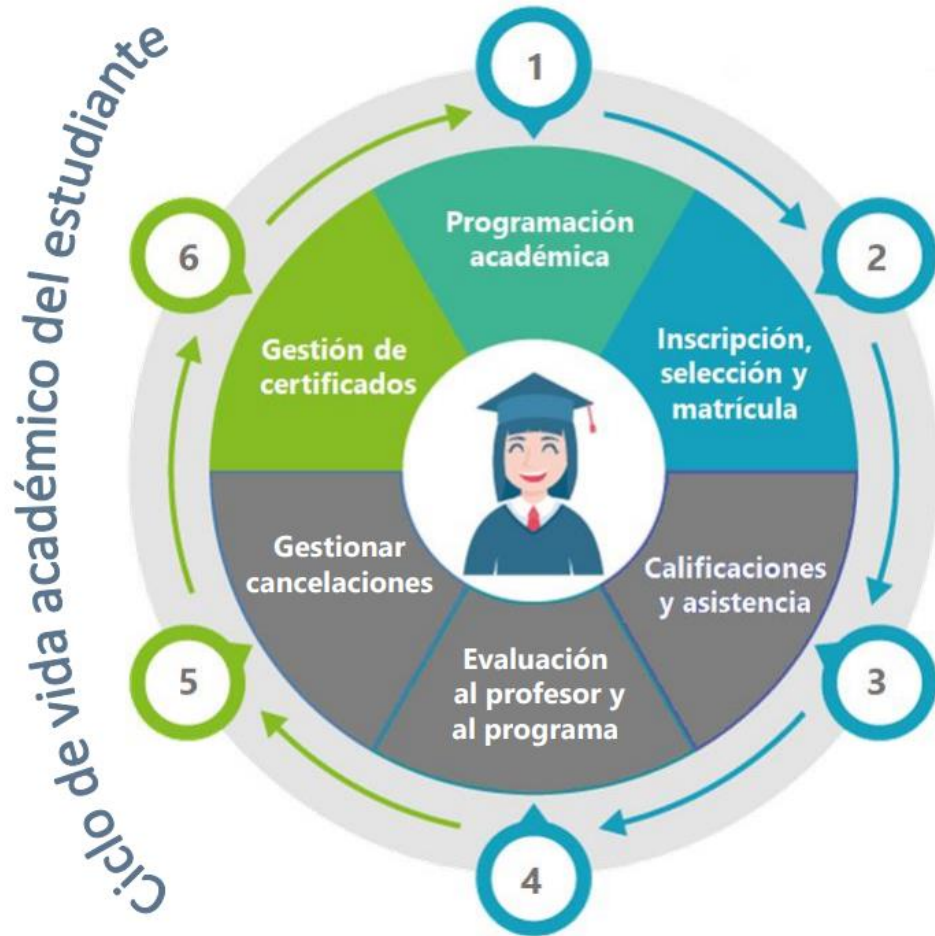 Ciclo de vida académico del estudiante
1
Programación
académica
2
Inscripción,
selección y
matrícula
3
Calificaciones
y asistencia
4
Evaluación
al profesor y
al programa
5
Gestionar
cancelaciones
6
Gestión de
certificados